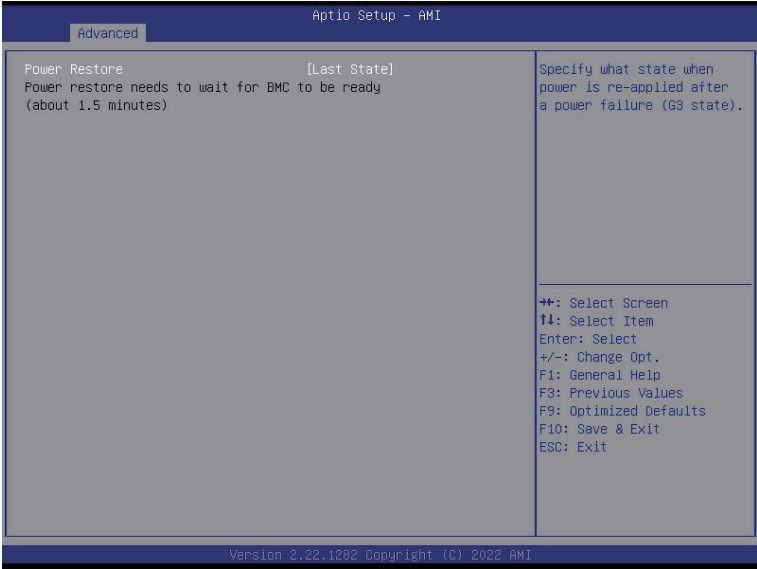 Aptio Setup – AMI
Advanced
Power Restore [Last State]
Power restore needs to wait for BMC to be ready
(about 1.5 minutes)
Specify what state when
power is re-applied after
a power failure (G3 state).
→←: Select Screen
↑↓: Select Item
Enter: Select
+/-: Change Opt.
F1: General Help
F3: Previous Values
F9: Optimized Defaults
F10: Save & Exit
ESC: Exit
Version 2.22.1282 Copyright (C) 2022 AMI